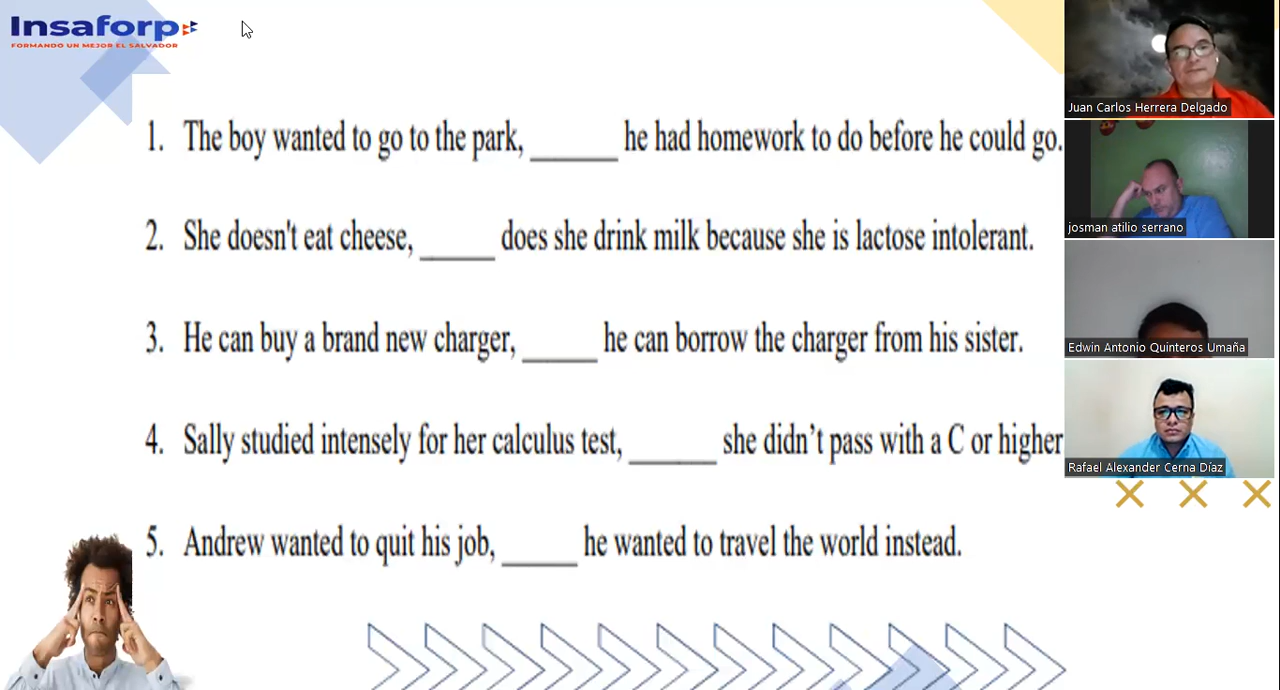 Insaforp
FORMANDO UN MEJOR EL SALVADOR
1. The boy wanted to go to the park, ______ he had homework to do before he could go.
2. She doesn't eat cheese, _____ does she drink milk because she is lactose intolerant.
3. He can buy a brand new charger, _____ he can borrow the charger from his sister.
4. Sally studied intensely for her calculus test, ______ she didn’t pass with a C or higher
5. Andrew wanted to quit his job, _____ he wanted to travel the world instead.
Juan Carlos Herrera Delgado
josman atilio serrano
Edwin Antonio Quinteros Umaña
Rafael Alexander Cerna Díaz